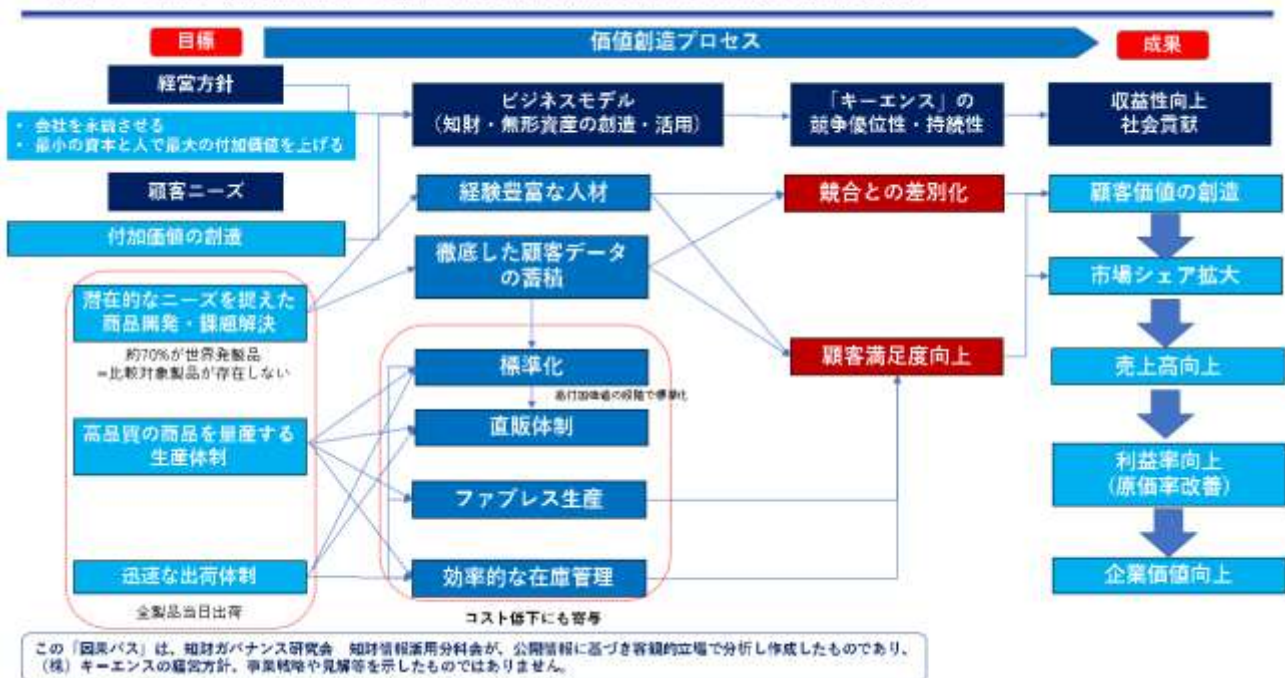 目標
価値創造プロセス
成果
経営方針
・ 会社を永続させる
・ 最小の資本と人で最大の付加価値を上げる
ビジネスモデル
(知財・無形資産の創造・活用)
「キーエンス」の
競争優位性・持続性
収益性向上
社会貢献
顧客ニーズ
付加価値の創造
経験豊富な人材
競合との差別化
顧客価値の創造
徹底した顧客データ
の蓄積
市場シェア拡大
潜在的なニーズを捉えた
商品開発・課題解決
約70%が世界発製品
=比較対象製品が存在しない
標準化
高付加価値の段階で標準化
顧客満足度向上
売上高向上
高品質の商品を量産する
生産体制
直販体制
利益率向上
(原価率改善)
ファブレス生産
迅速な出荷体制
全製品当日出荷
効率的な在庫管理
コスト低下にも寄与
企業価値向上
この「因果パス」は、知財ガバナンス研究会 知財情報活用分科会が、公開情報に基づき客観的立場で分析し作成したものであり、
(株)キーエンスの経営方針、事業戦略や見解等を示したものではありません。